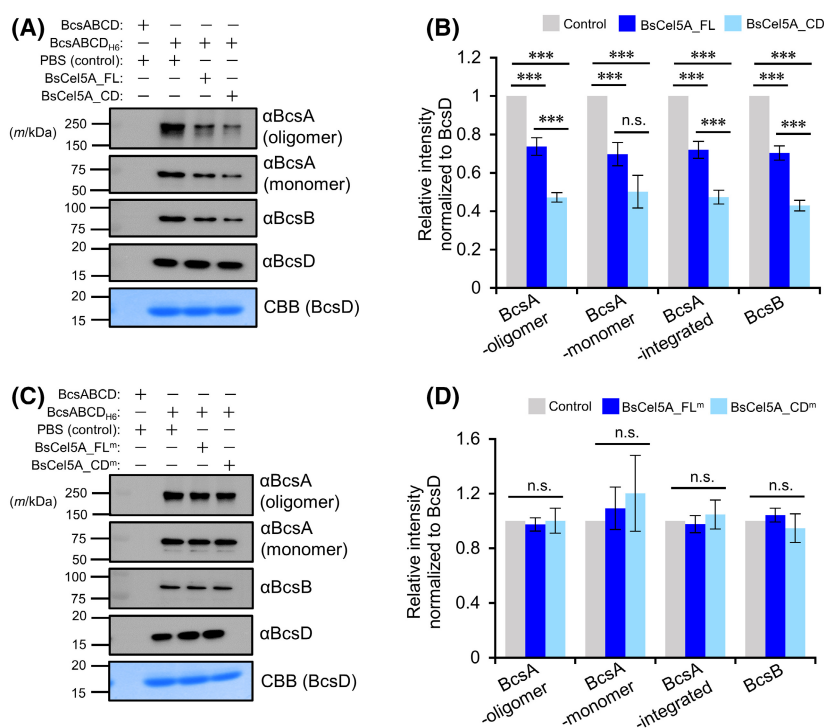 (A)
BcsABCD: + – – –
BcsABCDH6: – + + +
PBS (control): + + – –
BsCel5A_FL: – – + –
BsCel5A_CD: – – – +
(m/kDa)
250
150
αBcsA
(oligomer)
75
50
αBcsA
(monomer)
100
75
αBcsB
20
15
αBcsD
20
15
CBB (BcsD)
(B)
Control BsCel5A_FL BsCel5A_CD
Relative intensity
normalized to BcsD
1.2
1
0.8
0.6
0.4
0.2
0
*** *** *** ***
*** *** *** ***
*** n.s. *** ***
BcsA
-oligomer
BcsA
-monomer
BcsA
-integrated
BcsB
(C)
BcsABCD: + – – –
BcsABCDH6: – + + +
PBS (control): + + – –
BsCel5A_FLᵐ: – – + –
BsCel5A_CDᵐ: – – – +
(m/kDa)
250
150
αBcsA
(oligomer)
75
50
αBcsA
(monomer)
100
75
αBcsB
20
15
αBcsD
20
15
CBB (BcsD)
(D)
Control BsCel5A_FLᵐ BsCel5A_CDᵐ
Relative intensity
normalized to BcsD
1.6
1.2
0.8
0.4
0
n.s. n.s. n.s. n.s.
BcsA
-oligomer
BcsA
-monomer
BcsA
-integrated
BcsB